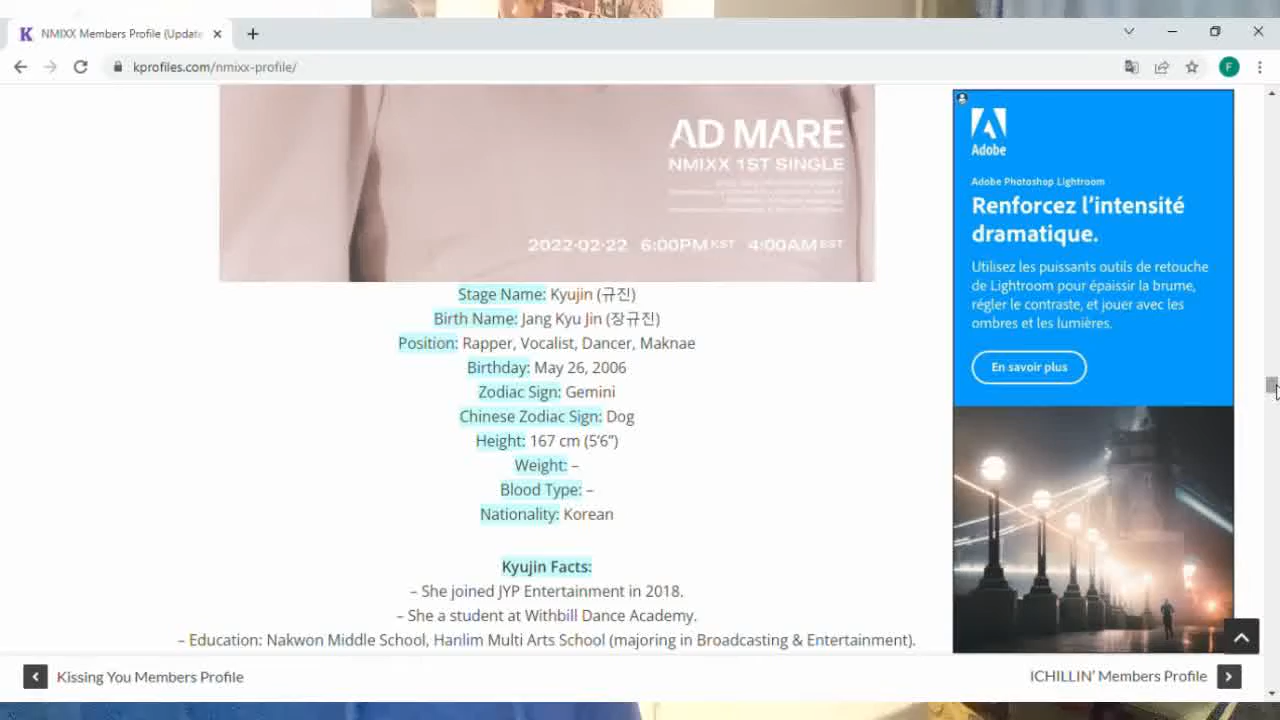 NMIXX Members Profile (Update
kprofiles.com/nmixx-profile/
F
AD MARE
NMIXX 1ST SINGLE
2022-02-22 6:00PM KST 4:00AM EST
Stage Name: Kyujin (규진)
Birth Name: Jang Kyu Jin (장규진)
Position: Rapper, Vocalist, Dancer, Maknae
Birthday: May 26, 2006
Zodiac Sign: Gemini
Chinese Zodiac Sign: Dog
Height: 167 cm (5’6”)
Weight: –
Blood Type: –
Nationality: Korean
Kyujin Facts:
– She joined JYP Entertainment in 2018.
– She a student at Withbill Dance Academy.
– Education: Nakwon Middle School, Hanlim Multi Arts School (majoring in Broadcasting & Entertainment).
Adobe
Adobe Photoshop Lightroom
Renforcez l’intensité
dramatique.
Utilisez les puissants outils de retouche
de Lightroom pour épaissir la brume,
régler le contraste, et jouer avec les
ombres et les lumières.
En savoir plus
Kissing You Members Profile
ICHILLIN’ Members Profile